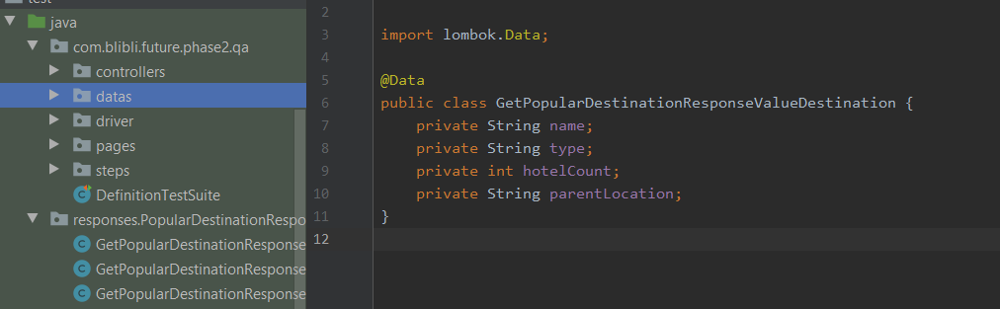 test
java
com.blibli.future.phase2.qa
controllers
datas
driver
pages
steps
DefinitionTestSuite
responses.PopularDestinationRespo
GetPopularDestinationResponse
GetPopularDestinationResponse
GetPopularDestinationResponse
2
3 import lombok.Data;
4
5 @Data
6 public class GetPopularDestinationResponseValueDestination {
7 private String name;
8 private String type;
9 private int hotelCount;
10 private String parentLocation;
11 }
12